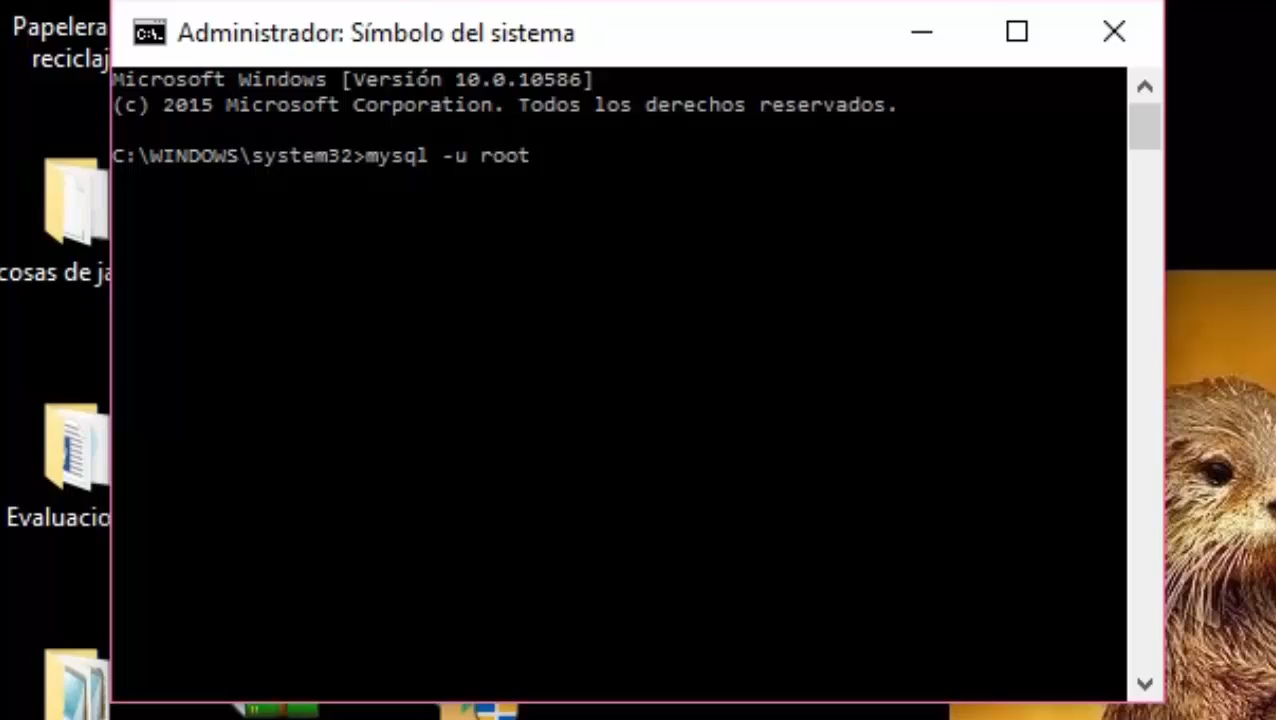 Papelera
reciclaj
Administrador: Símbolo del sistema
Microsoft Windows [Versión 10.0.10586]
(c) 2015 Microsoft Corporation. Todos los derechos reservados.
C:\WINDOWS\system32>mysql -u root
cosas de ja
Evaluacio